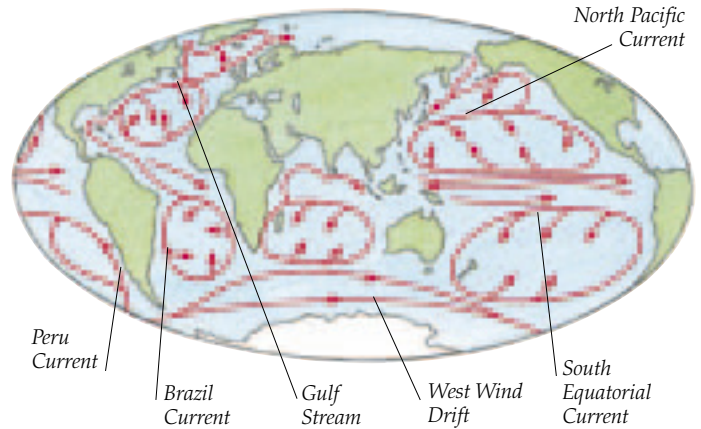 North Pacific
Current
Peru
Current
Brazil
Current
Gulf
Stream
West Wind
Drift
South
Equatorial
Current